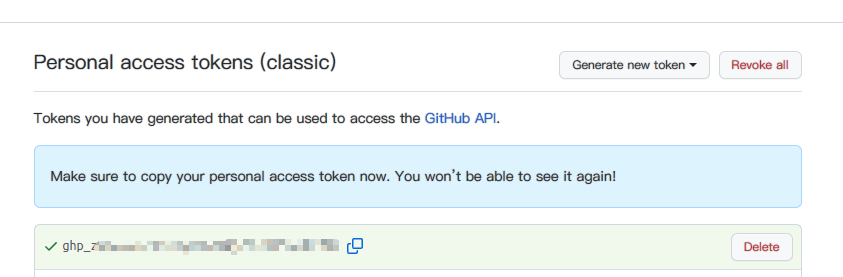 Personal access tokens (classic)
Generate new token
Revoke all
Tokens you have generated that can be used to access the GitHub API.
Make sure to copy your personal access token now. You won't be able to see it again!
ghp_z
Delete